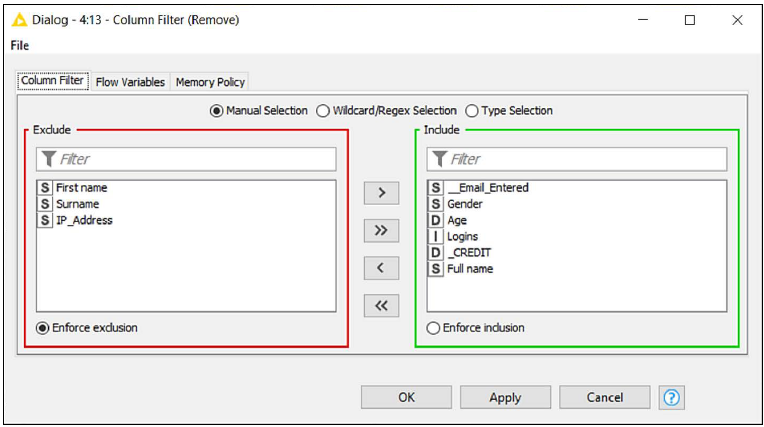 Dialog - 4:13 - Column Filter (Remove)
File
Column Filter Flow Variables Memory Policy
Manual Selection Wildcard/Regex Selection Type Selection
Exclude
Filter
S First name
S Surname
S IP_Address
Enforce exclusion
>
>>
<
<<
Include
Filter
S __Email_Entered
S Gender
D Age
I Logins
D _CREDIT
S Full name
Enforce inclusion
OK Apply Cancel ?